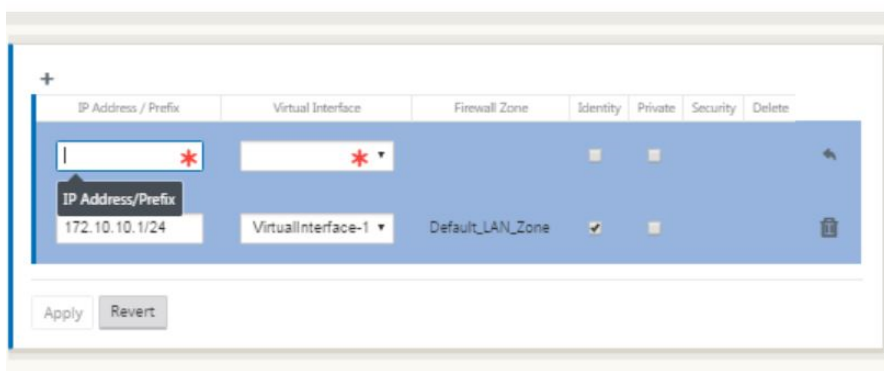 +
IP Address / Prefix Virtual Interface Firewall Zone Identity Private Security Delete
* *
IP Address/Prefix
172.10.10.1/24 VirtualInterface-1 Default_LAN_Zone
Apply Revert